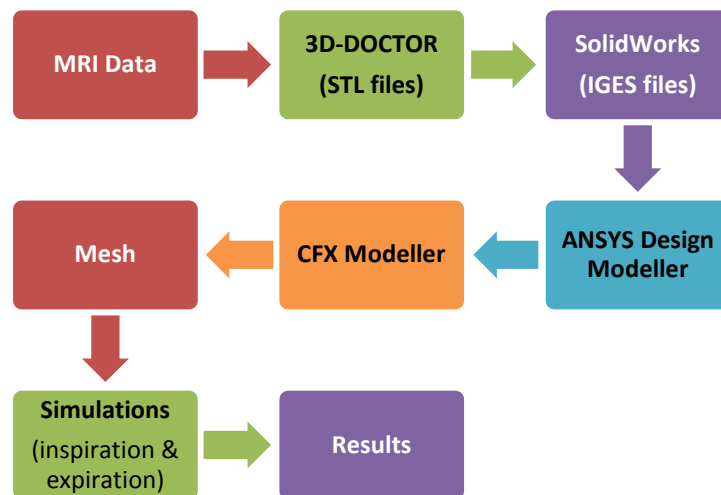 MRI Data
3D-DOCTOR
(STL files)
SolidWorks
(IGES files)
ANSYS Design
Modeller
CFX Modeller
Mesh
Simulations
(inspiration &
expiration)
Results